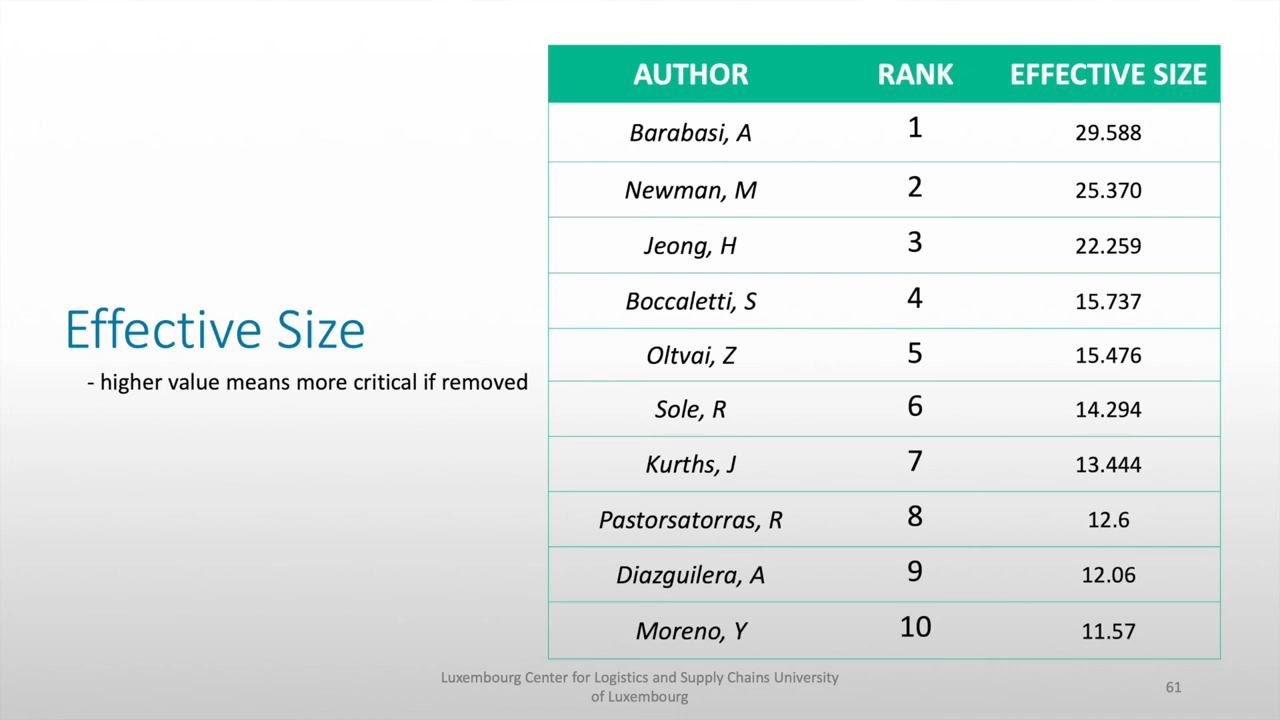 Effective Size
- higher value means more critical if removed
AUTHOR RANK EFFECTIVE SIZE
Barabasi, A 1 29.588
Newman, M 2 25.370
Jeong, H 3 22.259
Boccaletti, S 4 15.737
Oltvai, Z 5 15.476
Sole, R 6 14.294
Kurths, J 7 13.444
Pastorsatorras, R 8 12.6
Diazguilera, A 9 12.06
Moreno, Y 10 11.57
Luxembourg Center for Logistics and Supply Chains University
of Luxembourg
61